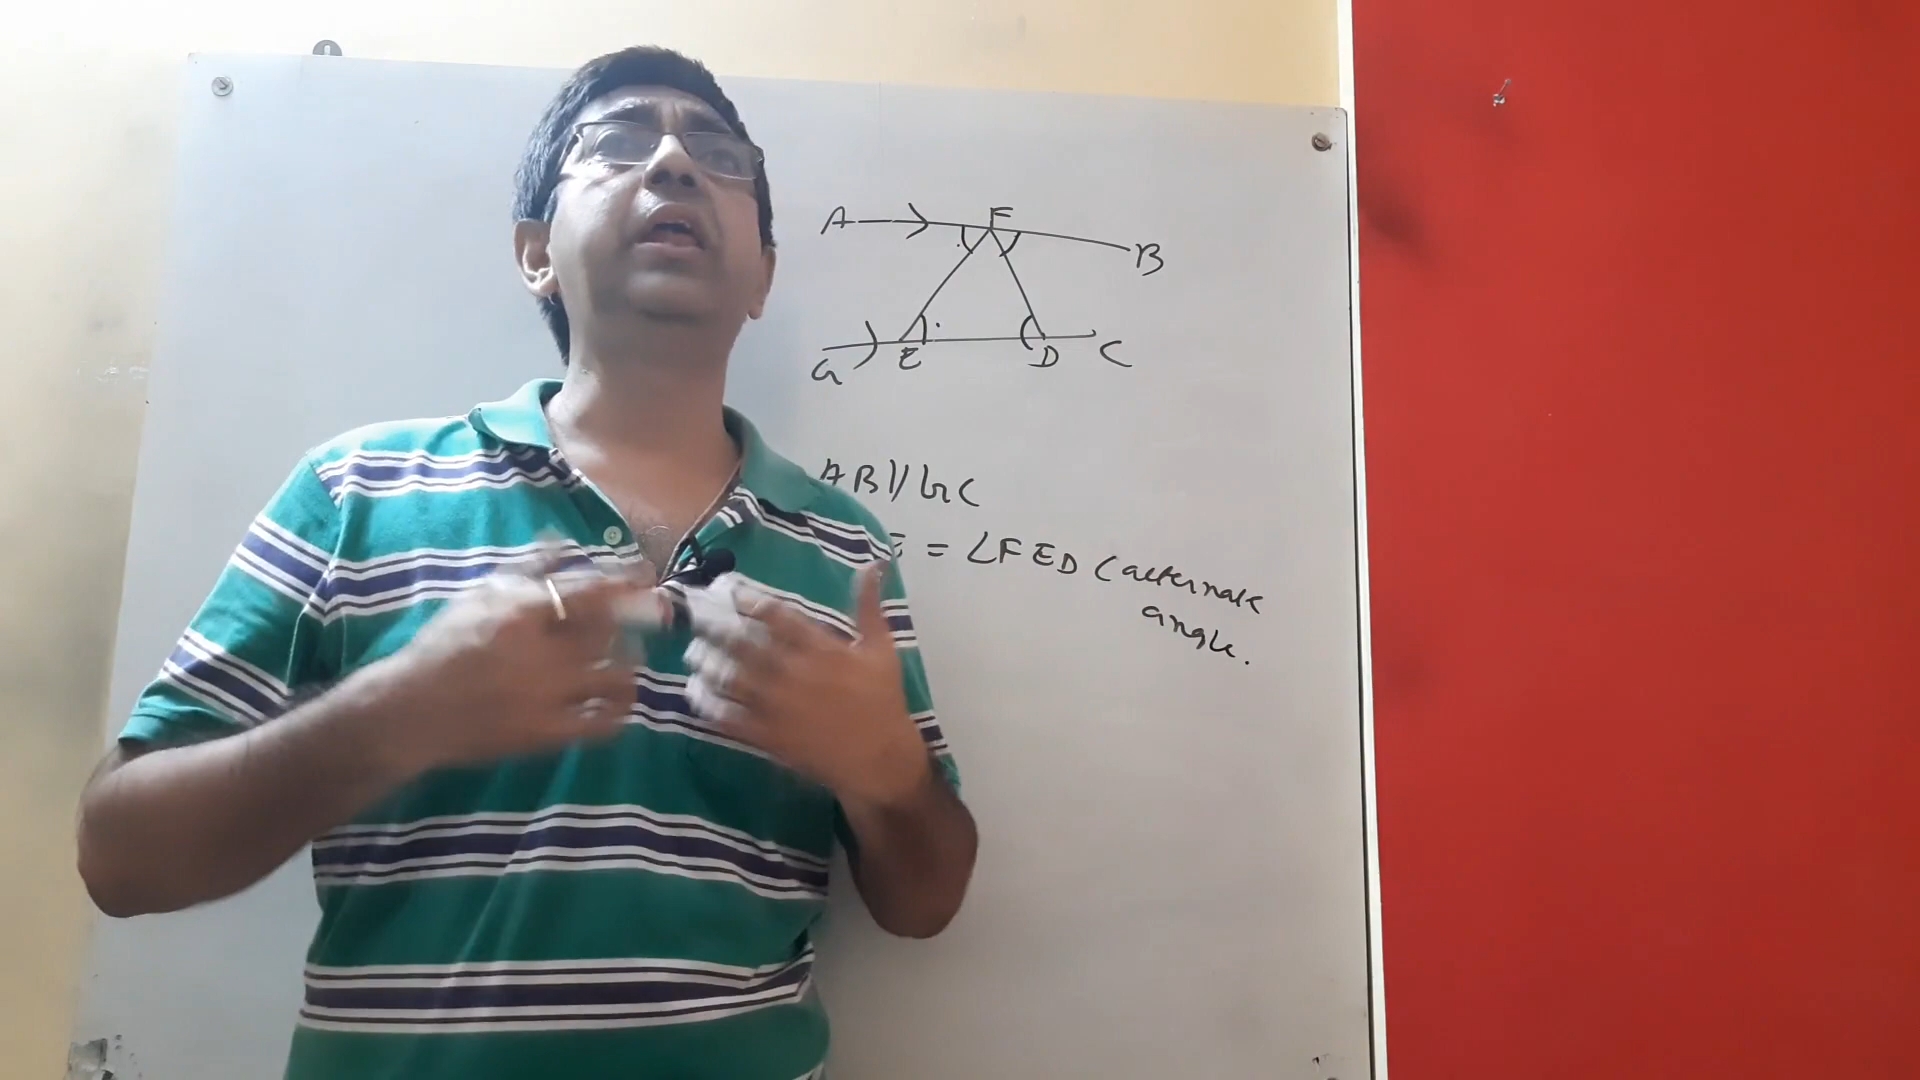 A F B
G E D C
AB // GC
E = ∠FED (alternate
angle.